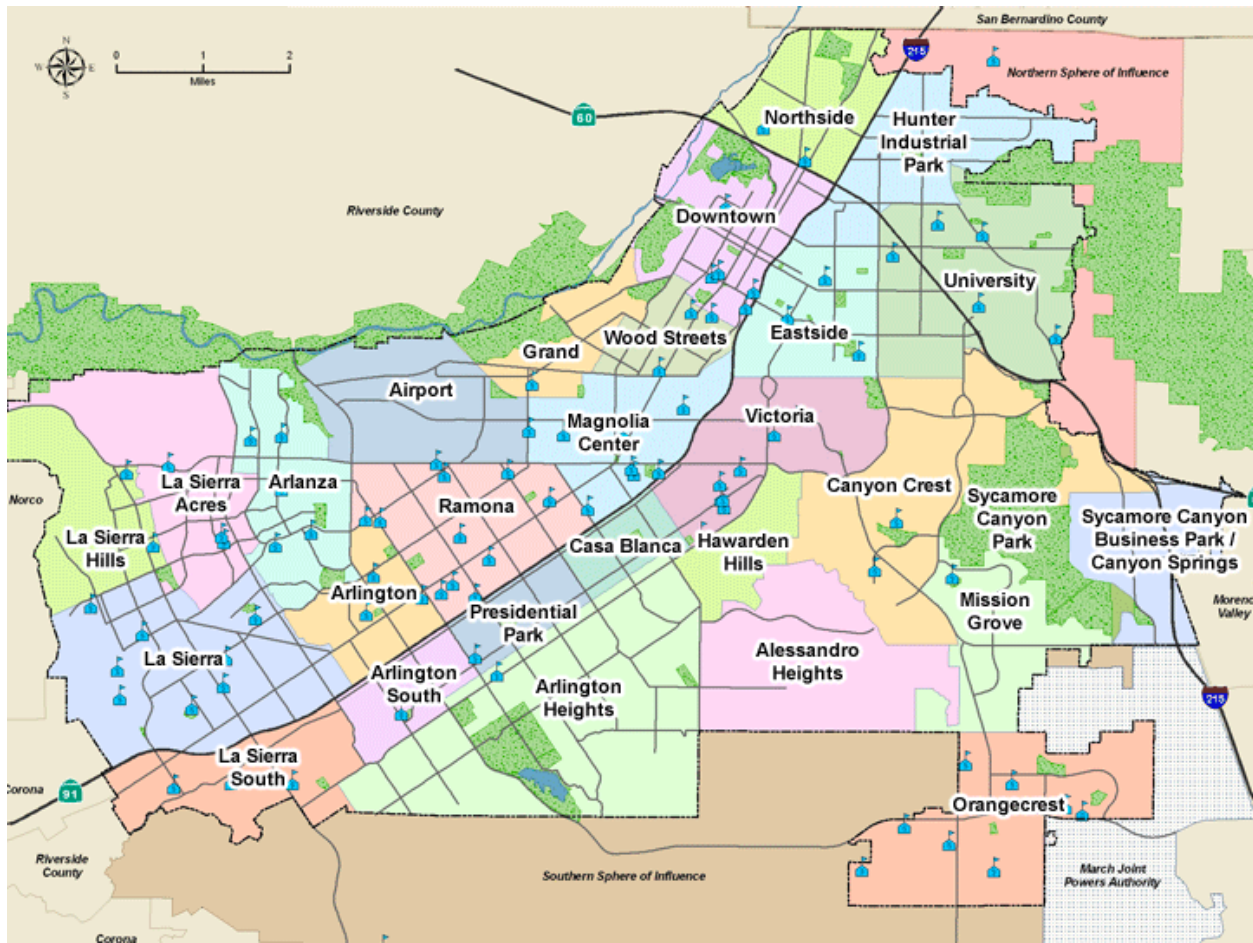 San Bernardino County
N
W
E
S
0
1
2
Miles
215
Northern Sphere of Influence
60
Northside
Hunter
Industrial
Park
Riverside County
Downtown
University
Eastside
Wood Streets
Grand
Airport
Victoria
Magnolia
Center
La Sierra
Acres
Arlanza
Ramona
Canyon Crest
Sycamore
Canyon
Park
Norco
La Sierra
Hills
Casa Blanca
Hawarden
Hills
Sycamore Canyon
Business Park /
Canyon Springs
Arlington
Presidential
Park
Mission
Grove
Moreno
Valley
La Sierra
Arlington
South
Arlington
Heights
Alessandro
Heights
215
La Sierra
South
Corona
91
Orangecrest
Riverside
County
Southern Sphere of Influence
March Joint
Powers Authority
Corona